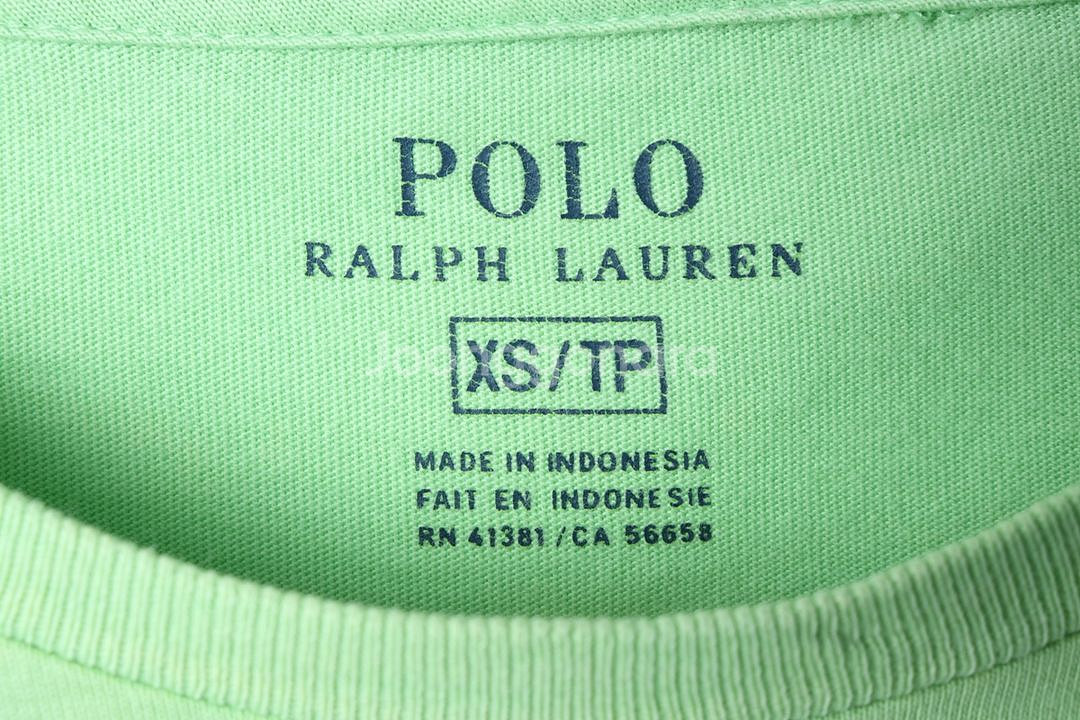 POLO
RALPH LAUREN
XS/TP
MADE IN INDONESIA
FAIT EN INDONESIE
RN 41381/CA 56658